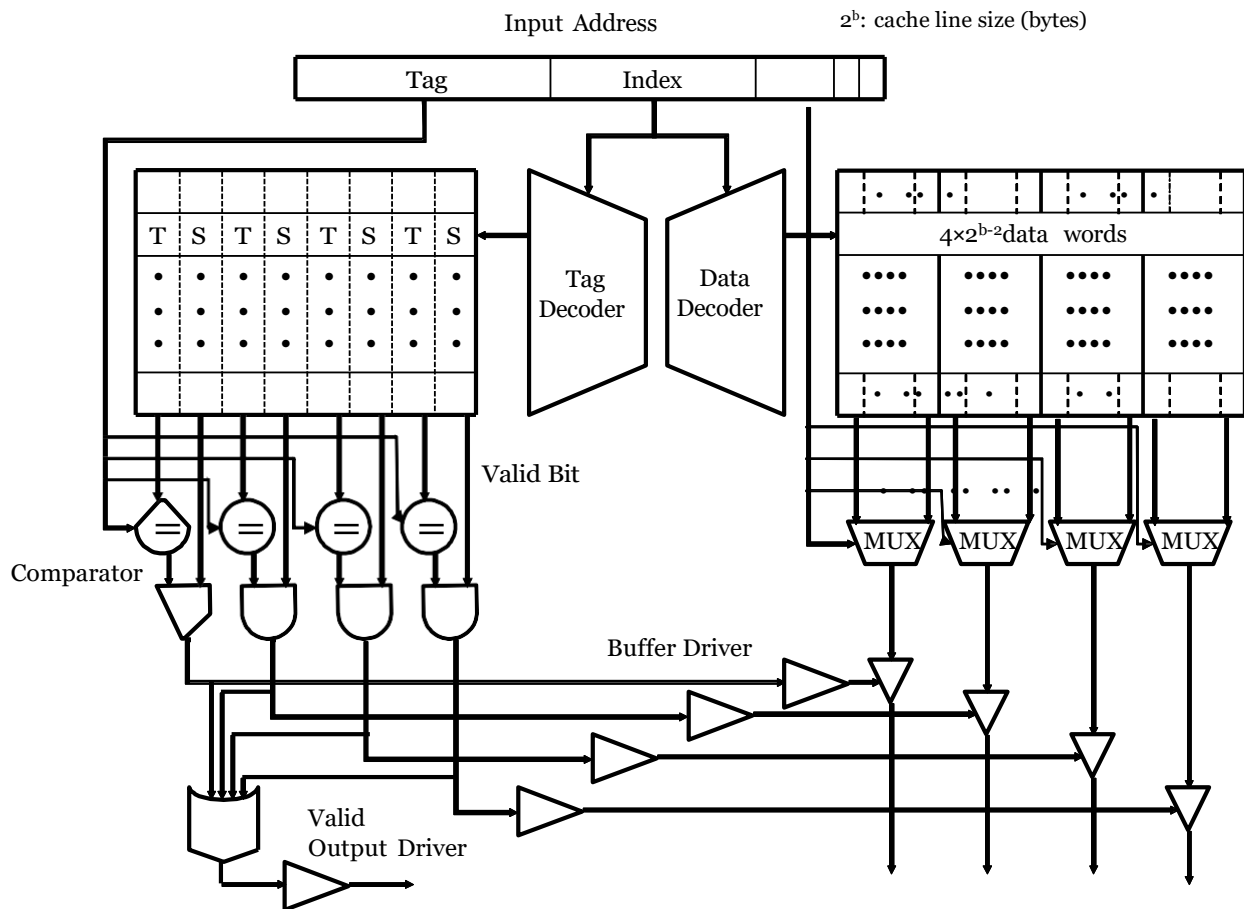 Input Address
2ᵇ: cache line size (bytes)
Tag
Index
T S T S T S T S
4×2ᵇ⁻²data words
Tag
Decoder
Data
Decoder
Valid Bit
= = = =
MUX MUX MUX MUX
Comparator
Buffer Driver
Valid
Output Driver